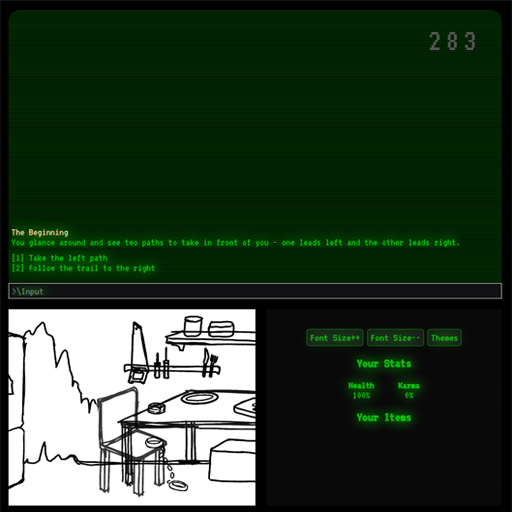 283
The Beginning
You glance around and see two paths to take in front of you - one leads left and the other leads right.
[1] Take the left path
[2] Follow the trail to the right
>\Input
Font Size++ Font Size-- Themes
Your Stats
Health Karma
100% 0%
Your Items